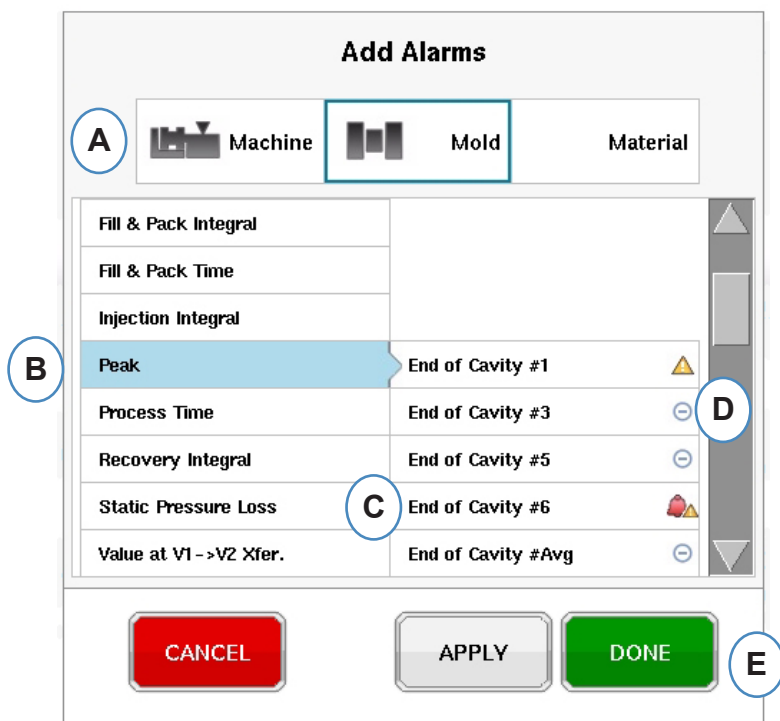 Add Alarms
A
Machine
Mold
Material
Fill & Pack Integral
Fill & Pack Time
Injection Integral
B
Peak
End of Cavity #1
Process Time
End of Cavity #3
D
Recovery Integral
End of Cavity #5
Static Pressure Loss
C
End of Cavity #6
Value at V1->V2 Xfer.
End of Cavity #Avg
CANCEL
APPLY
DONE
E